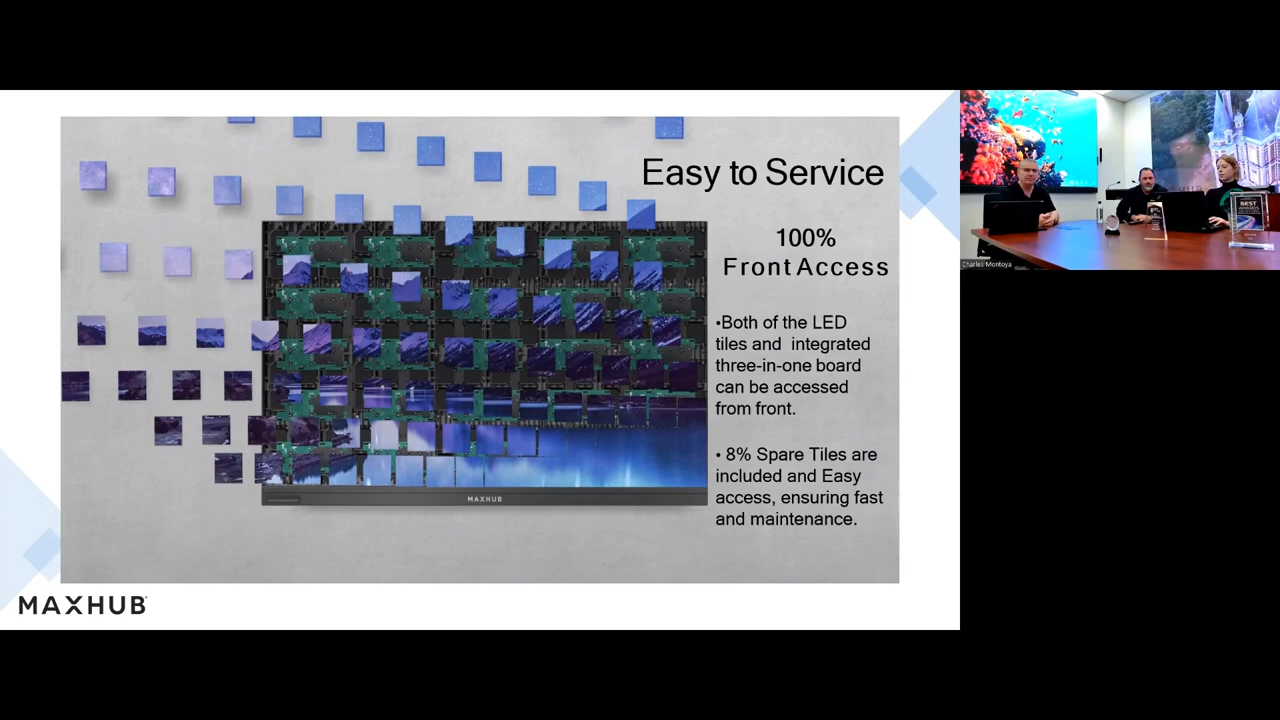 Easy to Service
100%
Front Access
•Both of the LED
tiles and integrated
three-in-one board
can be accessed
from front.
• 8% Spare Tiles are
included and Easy
access, ensuring fast
and maintenance.
MAXHUB
MAXHUB
Charles Montoya
BEST
AWARDS